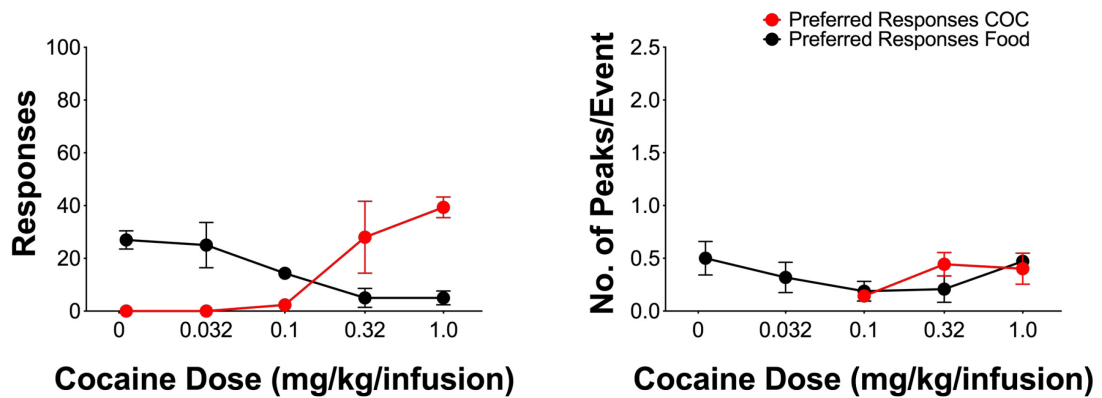 Preferred Responses COC
Preferred Responses Food
Responses
100
80
60
40
20
0
0 0.032 0.1 0.32 1.0
Cocaine Dose (mg/kg/infusion)
No. of Peaks/Event
2.5
2.0
1.5
1.0
0.5
0.0
0 0.032 0.1 0.32 1.0
Cocaine Dose (mg/kg/infusion)